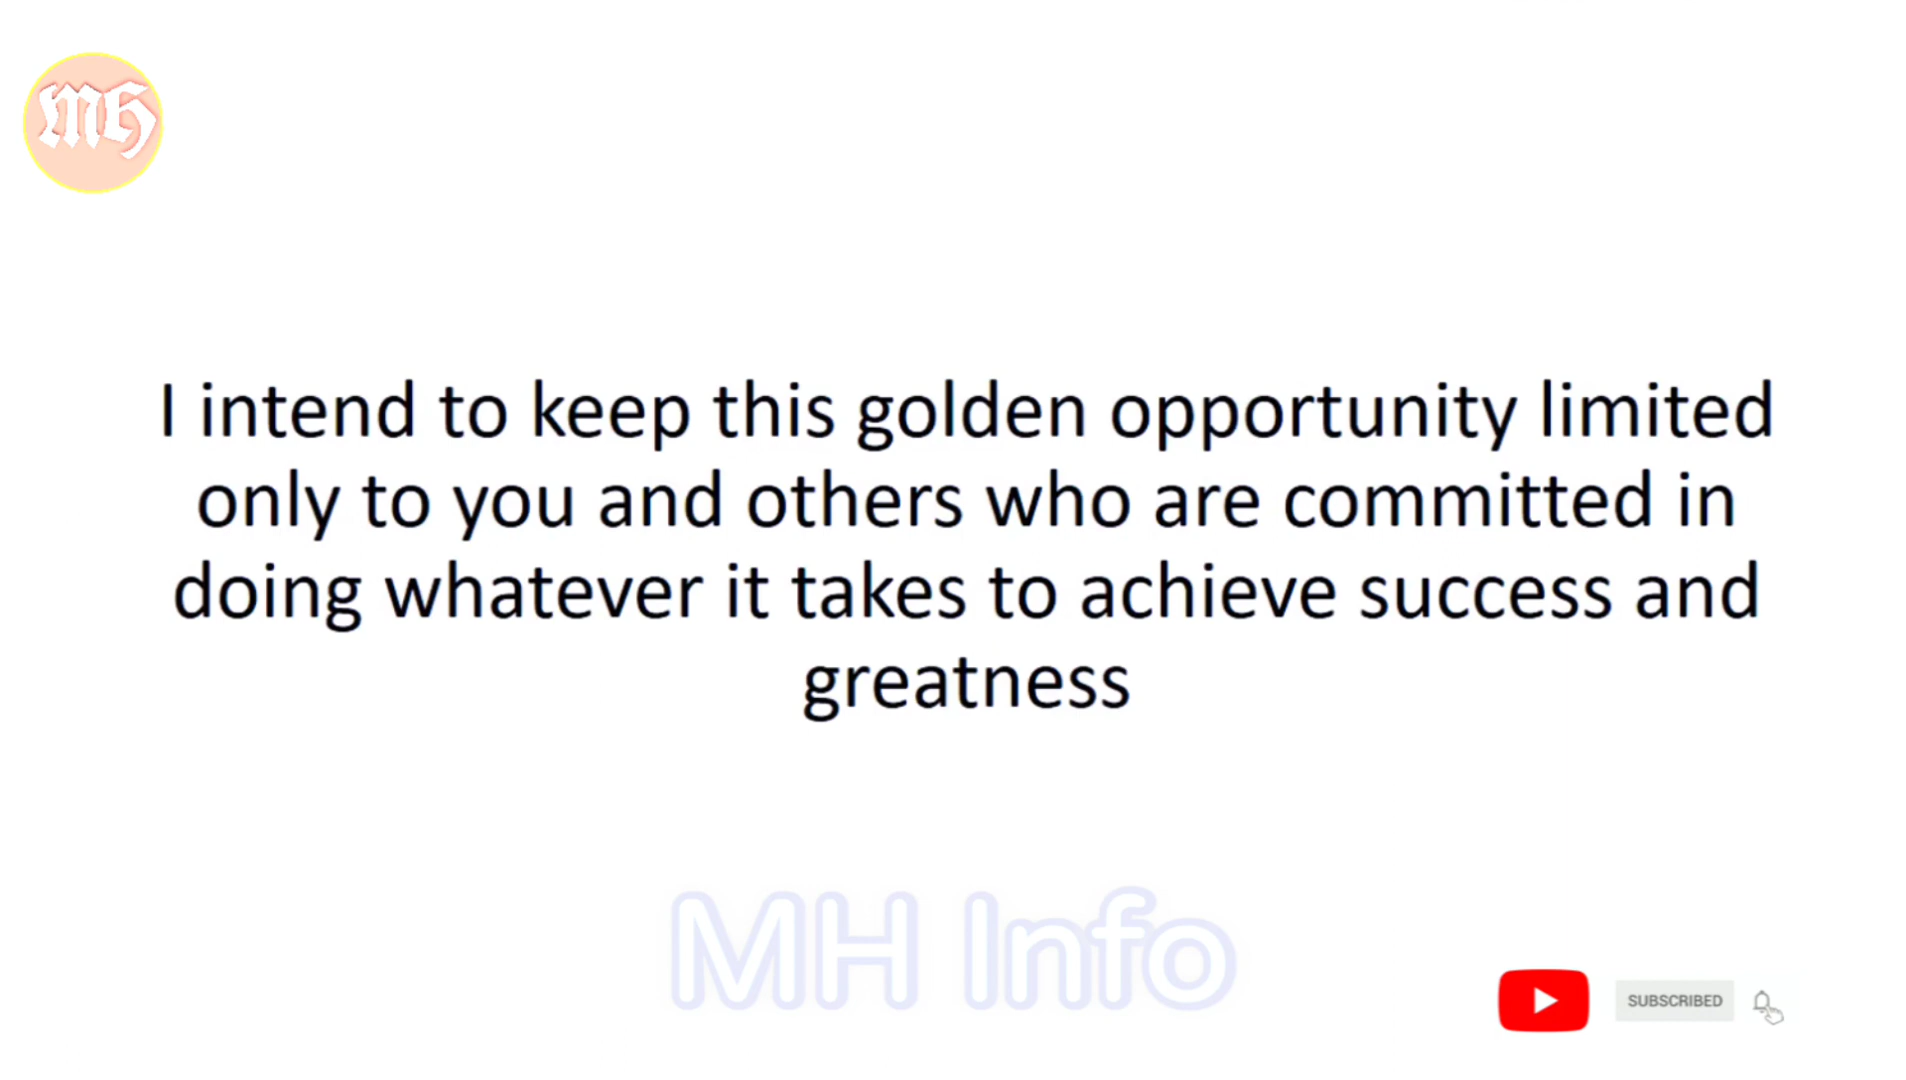 MH
I intend to keep this golden opportunity limited
only to you and others who are committed in
doing whatever it takes to achieve success and
greatness
MH Info
SUBSCRIBED